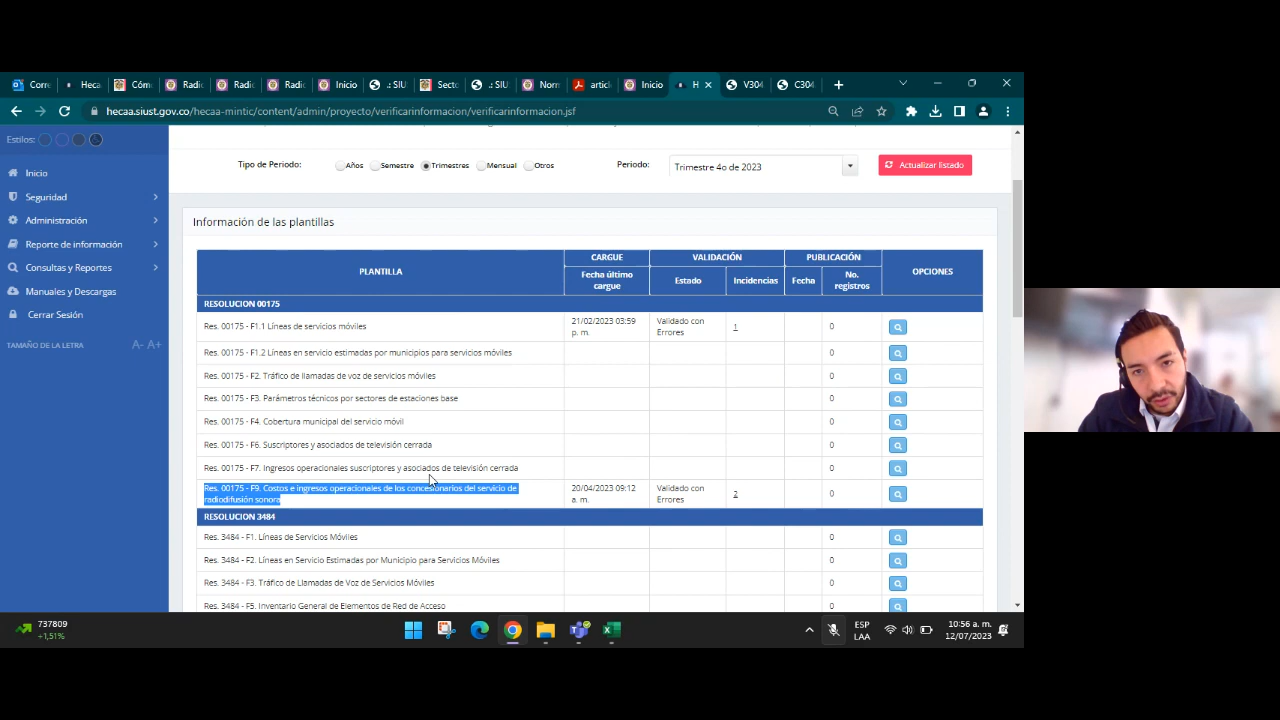 Corre
Heca
Cómo
Radic
Radic
Radic
Inicio
.: SIU
Secto
.: SIU
Norm
artic
Inicio
H
V304
C304
hecaa.siust.gov.co/hecaa-mintic/content/admin/proyecto/verificarinformacion/verificarinformacion.jsf
Estilos:
Inicio
Seguridad
Administración
Reporte de información
Consultas y Reportes
Manuales y Descargas
Cerrar Sesión
TAMAÑO DE LA LETRA A- A+
Tipo de Periodo: Años Semestre Trimestres Mensual Otros Periodo: Trimestre 4o de 2023 Actualizar listado
Información de las plantillas
PLANTILLA CARGUE VALIDACIÓN PUBLICACIÓN OPCIONES
Fecha último cargue Estado Incidencias Fecha No. registros
RESOLUCION 00175
Res. 00175 - F1.1 Líneas de servicios móviles 21/02/2023 03:59 p. m. Validado con Errores 1 0
Res. 00175 - F1.2 Líneas en servicio estimadas por municipios para servicios móviles 0
Res. 00175 - F2. Tráfico de llamadas de voz de servicios móviles 0
Res. 00175 - F3. Parámetros técnicos por sectores de estaciones base 0
Res. 00175 - F4. Cobertura municipal del servicio móvil 0
Res. 00175 - F6. Suscriptores y asociados de televisión cerrada 0
Res. 00175 - F7. Ingresos operacionales suscriptores y asociados de televisión cerrada 0
Res. 00175 - F9. Costos e ingresos operacionales de los concesionarios del servicio de radiodifusión sonora 20/04/2023 09:12 a. m. Validado con Errores 2 0
RESOLUCION 3484
Res. 3484 - F1. Líneas de Servicios Móviles 0
Res. 3484 - F2. Líneas en Servicio Estimadas por Municipio para Servicios Móviles 0
Res. 3484 - F3. Tráfico de Llamadas de Voz de Servicios Móviles 0
Res. 3484 - F5. Inventario General de Elementos de Red de Acceso 0
737809
+1,51%
ESP
LAA
10:56 a. m.
12/07/2023